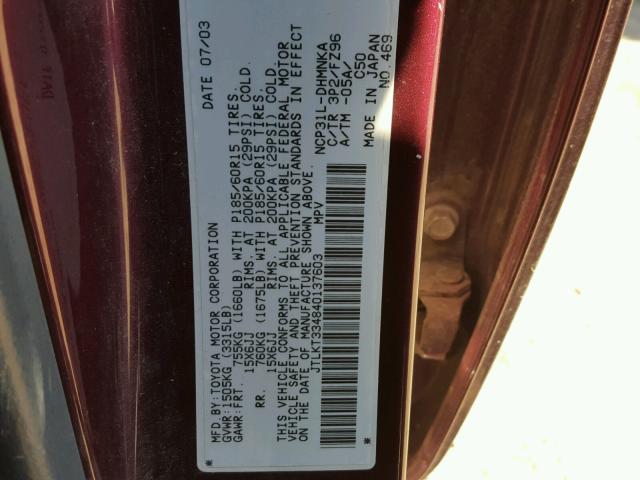 MFD.BY:TOYOTA MOTOR CORPORATION DATE 07/03
GVWR:1505KG (3315LB)
GAWR:FRT. 755KG (1660LB) WITH P185/60R15 TIRES,
15X6JJ RIMS, AT 200KPA (29PSI) COLD.
RR. 760KG (1675LB) WITH P185/60R15 TIRES,
15X6JJ RIMS, AT 200KPA (29PSI) COLD.
THIS VEHICLE CONFORMS TO ALL APPLICABLE FEDERAL MOTOR
VEHICLE SAFETY AND THEFT PREVENTION STANDARDS IN EFFECT
ON THE DATE OF MANUFACTURE SHOWN ABOVE.
JTLKT334840137603 MPV NCP31L-DHMNKA
C/TR 3P2/FZ96
A/TM -05A/
C50
MADE IN JAPAN
NO.469